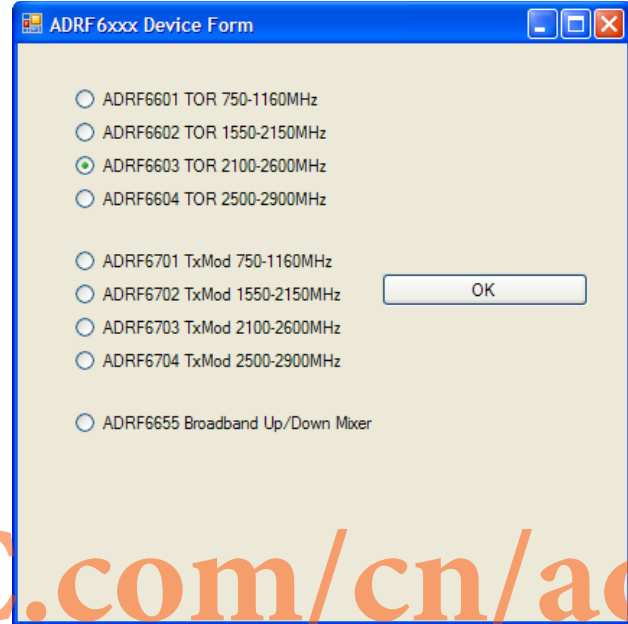 ADRF6xxx Device Form
ADRF6601 TOR 750-1160MHz
ADRF6602 TOR 1550-2150MHz
ADRF6603 TOR 2100-2600MHz
ADRF6604 TOR 2500-2900MHz
ADRF6701 TxMod 750-1160MHz
ADRF6702 TxMod 1550-2150MHz
OK
ADRF6703 TxMod 2100-2600MHz
ADRF6704 TxMod 2500-2900MHz
ADRF6655 Broadband Up/Down Mixer
.com/cn/ad